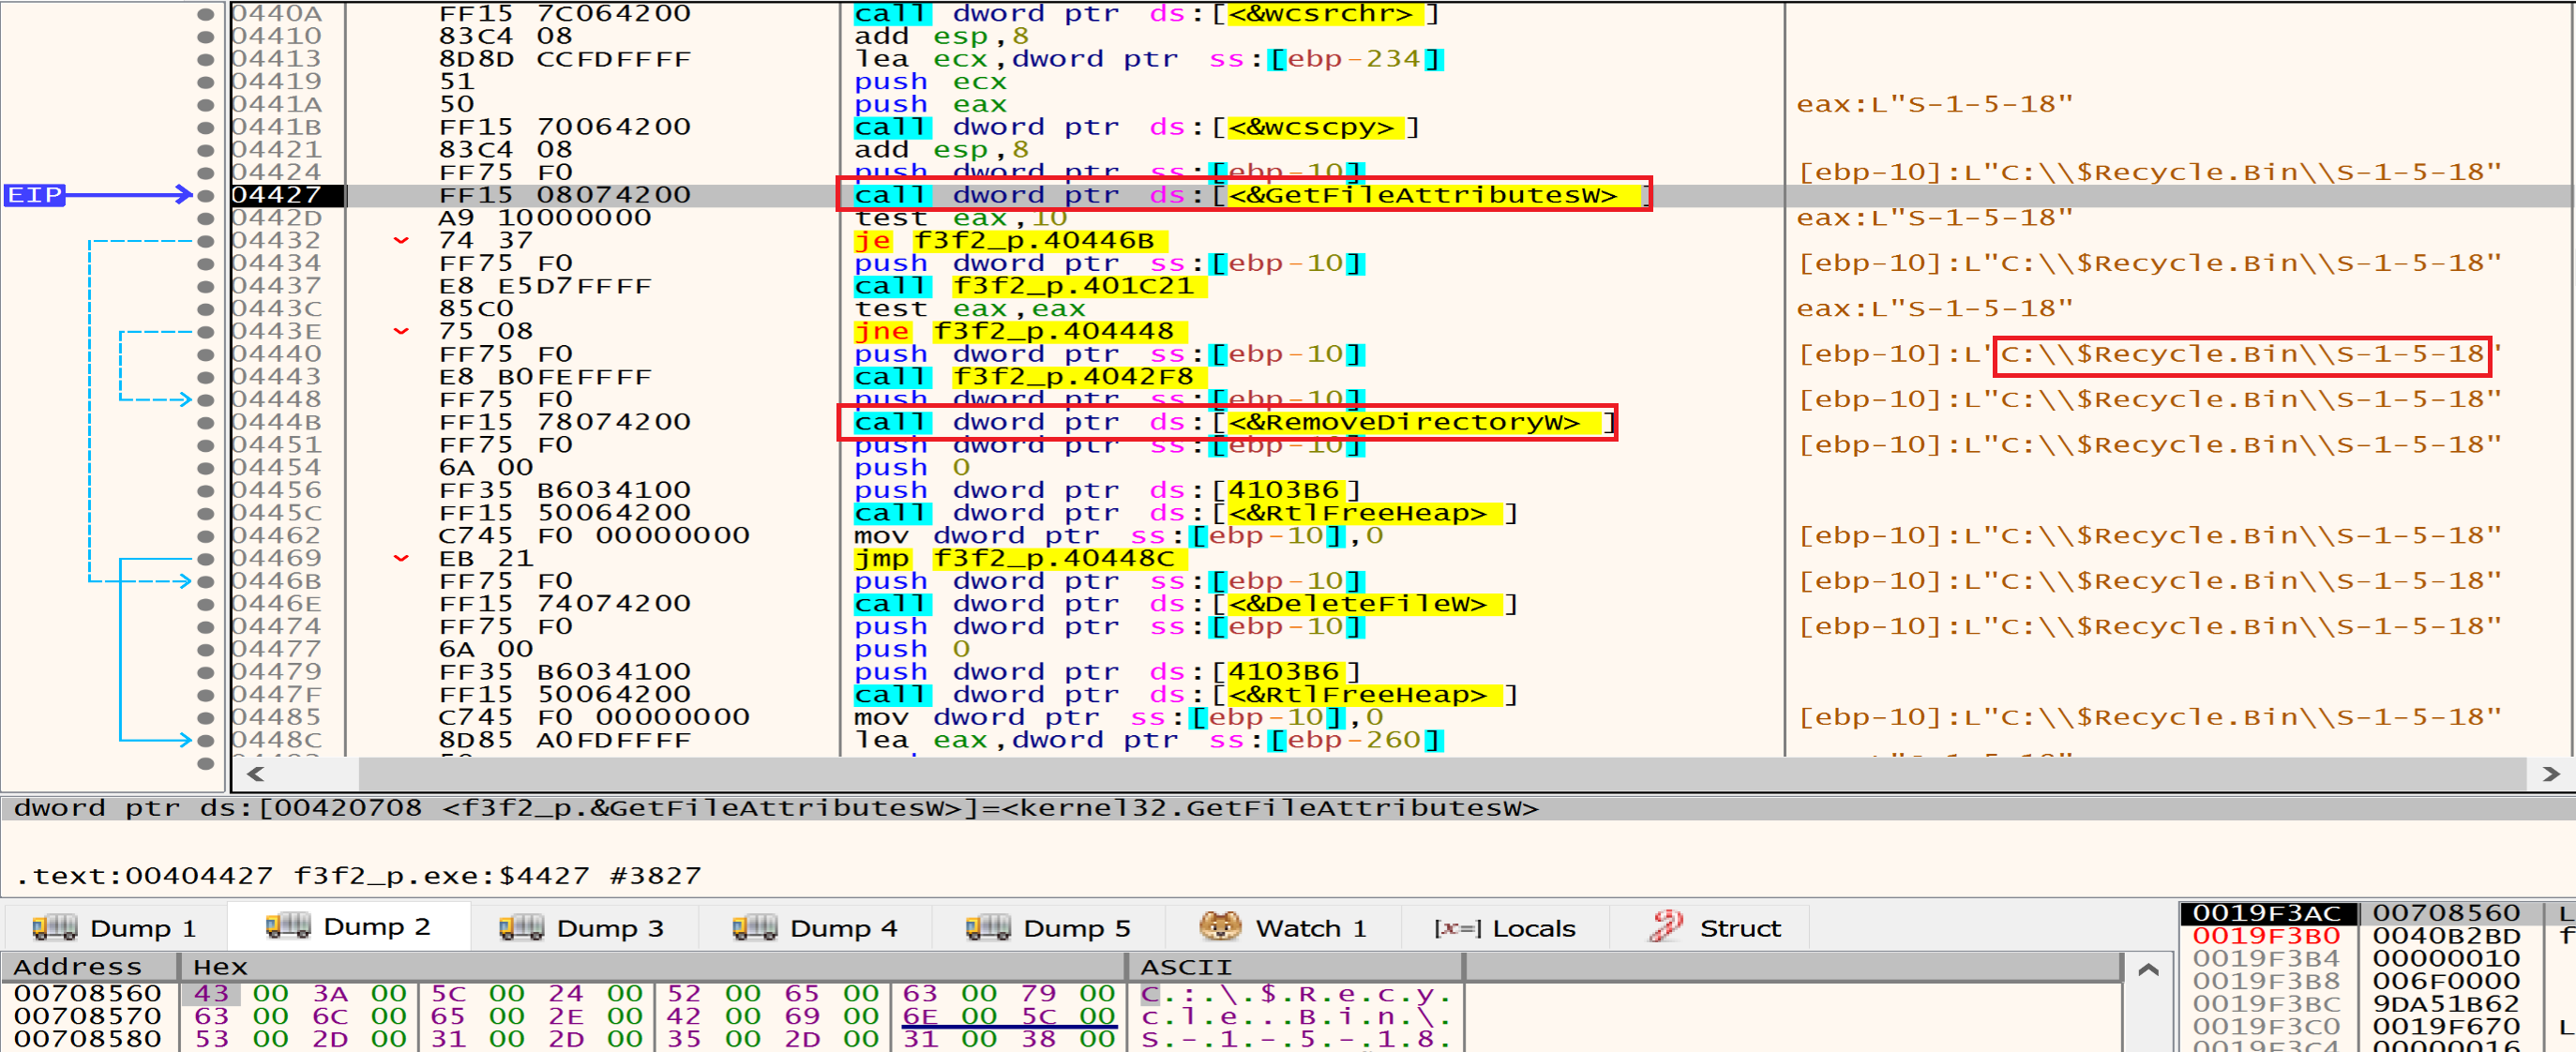 0440A FF15 7C064200 call dword ptr ds:[<&wcsrchr>]
04410 83C4 08 add esp,8
04413 8D8D CCFDFFFF lea ecx,dword ptr ss:[ebp-234]
04419 51 push ecx
0441A 50 push eax eax:L"S-1-5-18"
0441B FF15 70064200 call dword ptr ds:[<&wcscpy>]
04421 83C4 08 add esp,8
04424 FF75 F0 push dword ptr ss:[ebp-10] [ebp-10]:L"C:\\$Recycle.Bin\\S-1-5-18"
EIP 04427 FF15 08074200 call dword ptr ds:[<&GetFileAttributesW>]
0442D A9 10000000 test eax,10 eax:L"S-1-5-18"
04432 74 37 je f3f2_p.40446B
04434 FF75 F0 push dword ptr ss:[ebp-10] [ebp-10]:L"C:\\$Recycle.Bin\\S-1-5-18"
04437 E8 E5D7FFFF call f3f2_p.401C21
0443C 85C0 test eax,eax eax:L"S-1-5-18"
0443E 75 08 jne f3f2_p.404448
04440 FF75 F0 push dword ptr ss:[ebp-10] [ebp-10]:L"C:\\$Recycle.Bin\\S-1-5-18"
04443 E8 B0FEFFFF call f3f2_p.4042F8
04448 FF75 F0 push dword ptr ss:[ebp-10] [ebp-10]:L"C:\\$Recycle.Bin\\S-1-5-18"
0444B FF15 78074200 call dword ptr ds:[<&RemoveDirectoryW>]
04451 FF75 F0 push dword ptr ss:[ebp-10] [ebp-10]:L"C:\\$Recycle.Bin\\S-1-5-18"
04454 6A 00 push 0
04456 FF35 B6034100 push dword ptr ds:[4103B6]
0445C FF15 50064200 call dword ptr ds:[<&RtlFreeHeap>]
04462 C745 F0 00000000 mov dword ptr ss:[ebp-10],0 [ebp-10]:L"C:\\$Recycle.Bin\\S-1-5-18"
04469 EB 21 jmp f3f2_p.40448C
0446B FF75 F0 push dword ptr ss:[ebp-10] [ebp-10]:L"C:\\$Recycle.Bin\\S-1-5-18"
0446E FF15 74074200 call dword ptr ds:[<&DeleteFileW>]
04474 FF75 F0 push dword ptr ss:[ebp-10] [ebp-10]:L"C:\\$Recycle.Bin\\S-1-5-18"
04477 6A 00 push 0
04479 FF35 B6034100 push dword ptr ds:[4103B6]
0447F FF15 50064200 call dword ptr ds:[<&RtlFreeHeap>]
04485 C745 F0 00000000 mov dword ptr ss:[ebp-10],0 [ebp-10]:L"C:\\$Recycle.Bin\\S-1-5-18"
0448C 8D85 A0FDFFFF lea eax,dword ptr ss:[ebp-260]
dword ptr ds:[00420708 <f3f2_p.&GetFileAttributesW>]=<kernel32.GetFileAttributesW>
.text:00404427 f3f2_p.exe:$4427 #3827
Dump 1 Dump 2 Dump 3 Dump 4 Dump 5 Watch 1 [x=] Locals Struct
Address Hex ASCII
00708560 43 00 3A 00 5C 00 24 00 52 00 65 00 63 00 79 00 C.:.\.$.R.e.c.y.
00708570 63 00 6C 00 65 00 2E 00 42 00 69 00 6E 00 5C 00 c.l.e...B.i.n.\.
00708580 53 00 2D 00 31 00 2D 00 35 00 2D 00 31 00 38 00 S.-.1.-.5.-.1.8.
0019F3AC 00708560 L
0019F3B0 0040B2BD f
0019F3B4 00000010
0019F3B8 006F0000
0019F3BC 9DA51B62
0019F3C0 0019F670 L
0019F3C4 00000016